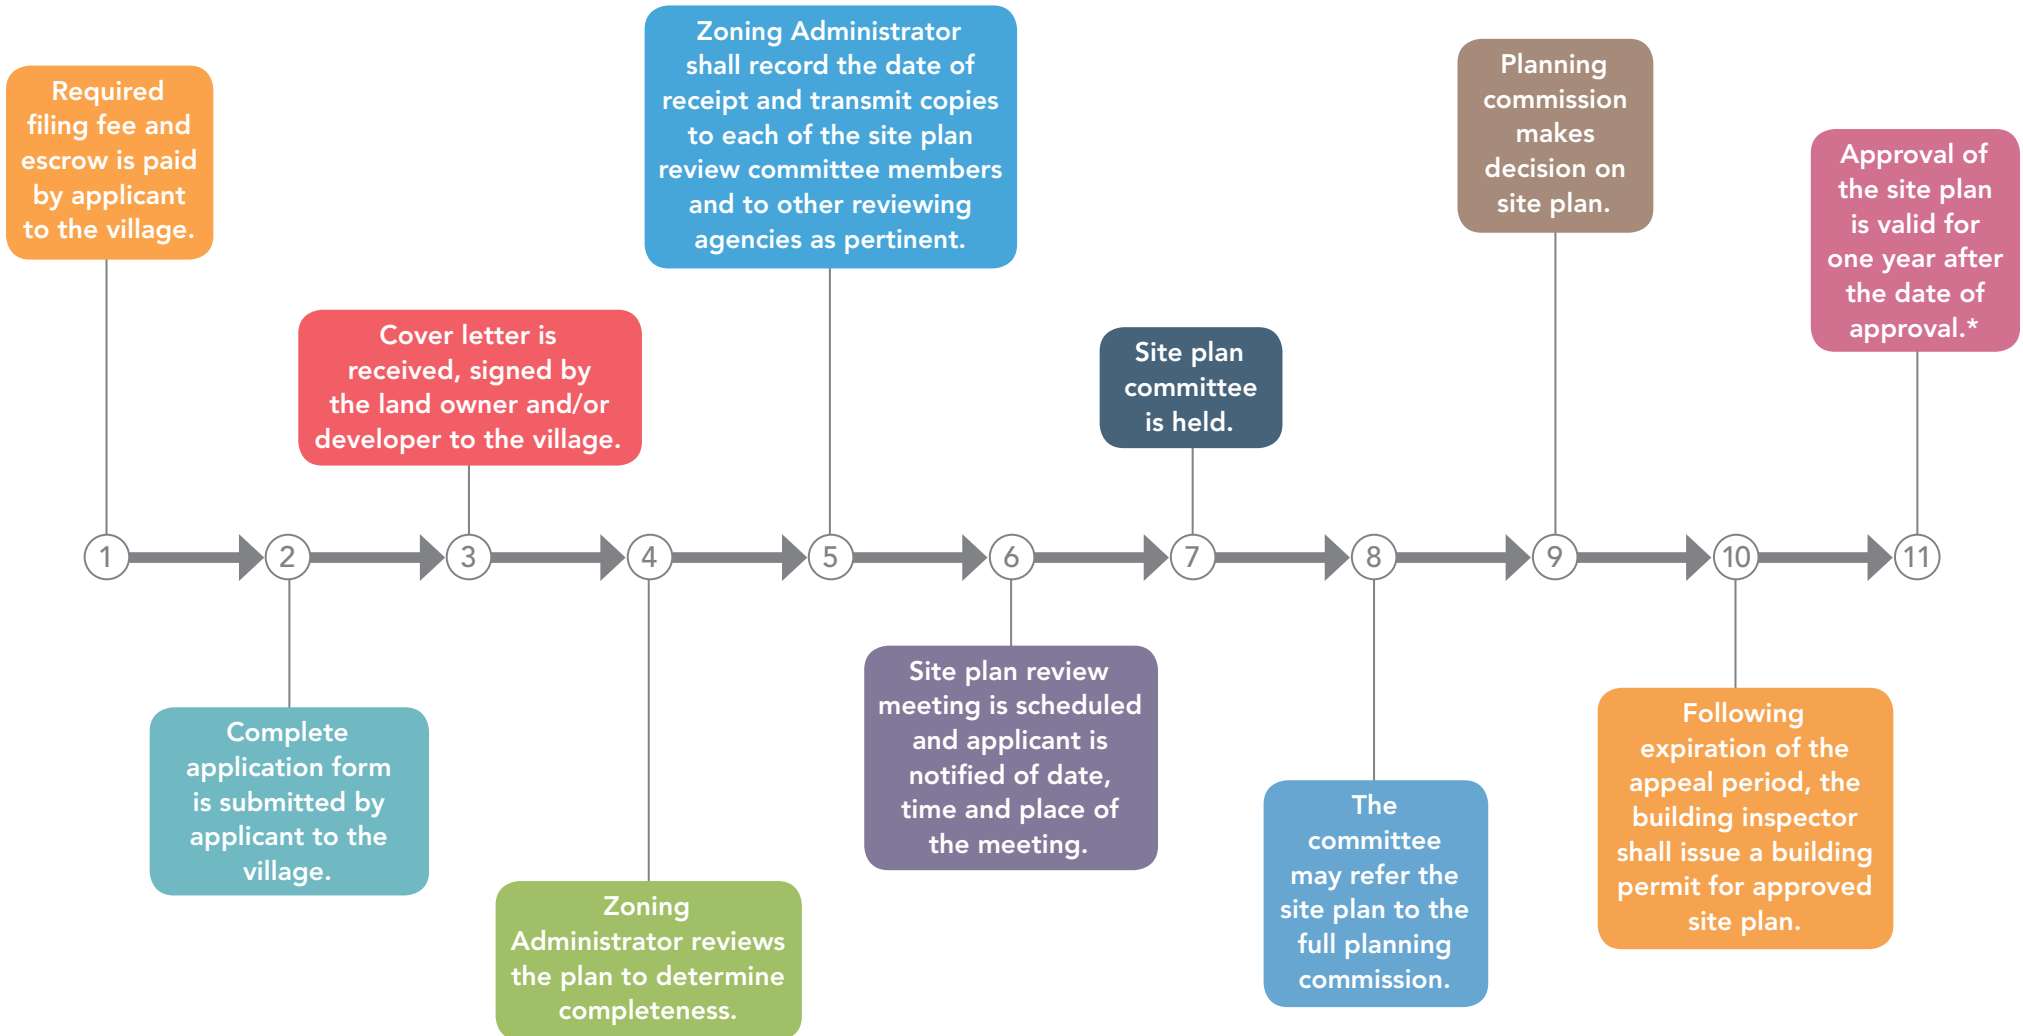 Required
filing fee and
escrow is paid
by applicant
to the village.
Complete
application form
is submitted by
applicant to the
village.
Cover letter is
received, signed by
the land owner and/or
developer to the village.
Zoning
Administrator reviews
the plan to determine
completeness.
Zoning Administrator
shall record the date of
receipt and transmit copies
to each of the site plan
review committee members
and to other reviewing
agencies as pertinent.
Site plan review
meeting is scheduled
and applicant is
notified of date,
time and place of
the meeting.
Site plan
committee
is held.
The
committee
may refer the
site plan to the
full planning
commission.
Planning
commission
makes
decision on
site plan.
Following
expiration of the
appeal period, the
building inspector
shall issue a building
permit for approved
site plan.
Approval of
the site plan
is valid for
one year after
the date of
approval.*
1 2 3 4 5 6 7 8 9 10 11